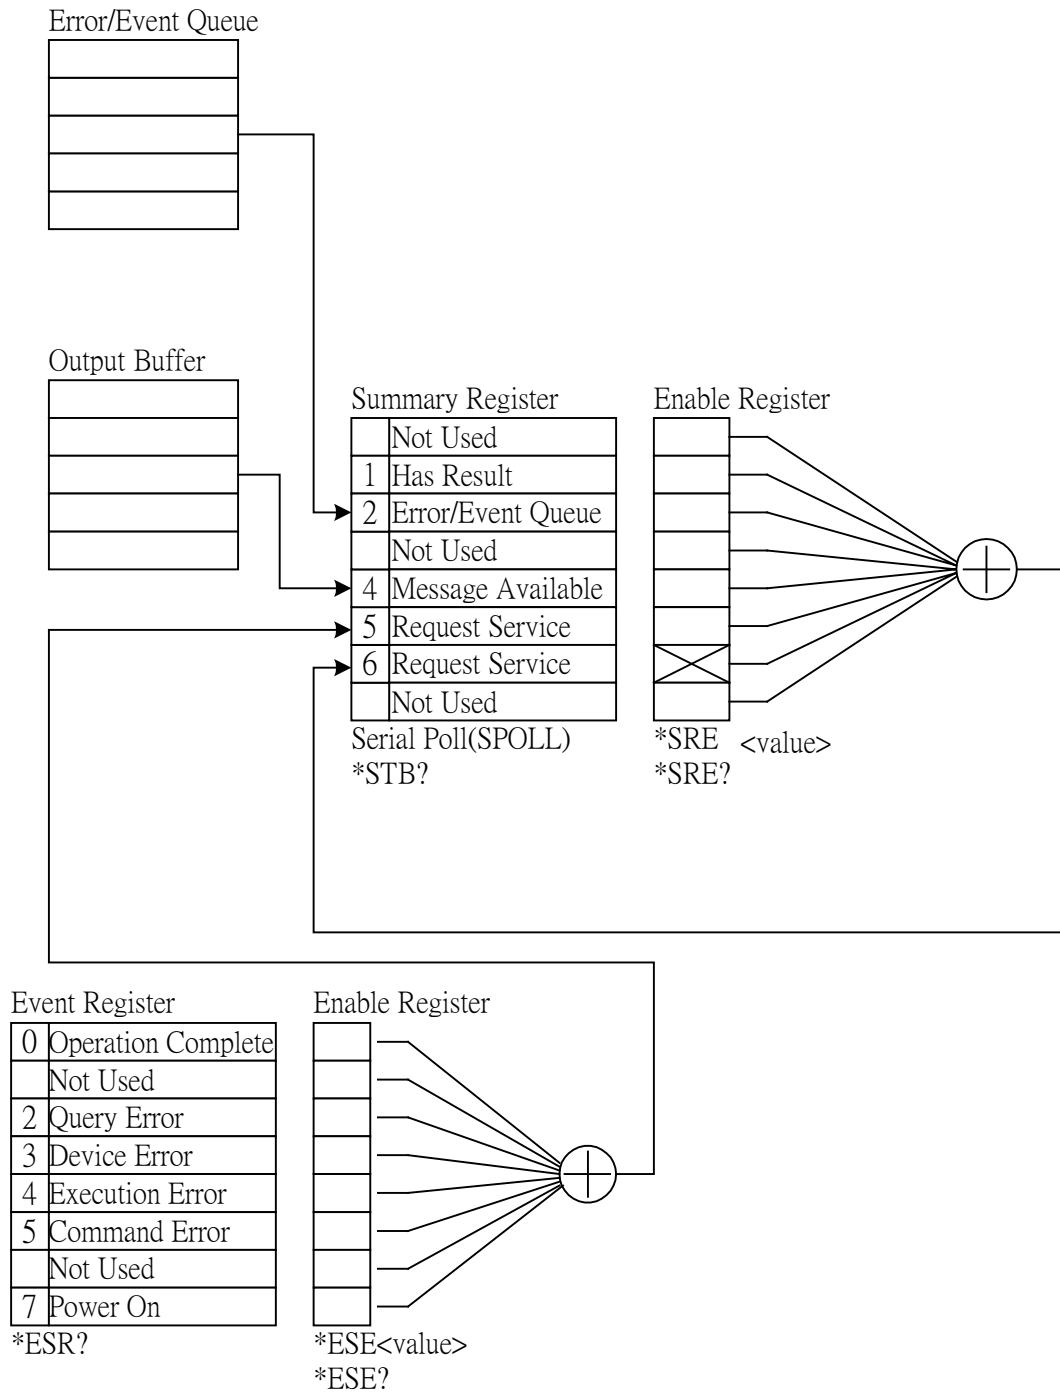 Error/Event Queue
Output Buffer
Summary Register
Not Used
1 Has Result
2 Error/Event Queue
Not Used
4 Message Available
5 Request Service
6 Request Service
Not Used
Serial Poll(SPOLL)
*STB?
Enable Register
*SRE <value>
*SRE?
Event Register
0 Operation Complete
Not Used
2 Query Error
3 Device Error
4 Execution Error
5 Command Error
Not Used
7 Power On
*ESR?
Enable Register
*ESE<value>
*ESE?